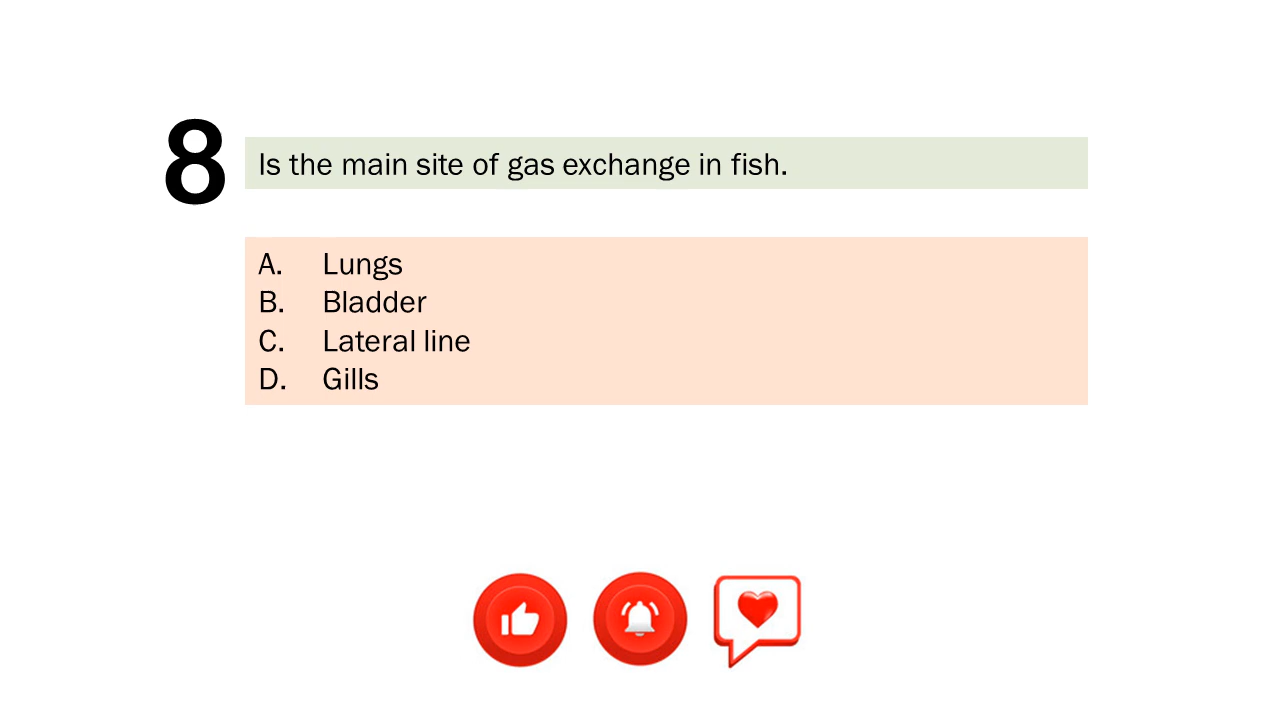 8
Is the main site of gas exchange in fish.
A. Lungs
B. Bladder
C. Lateral line
D. Gills